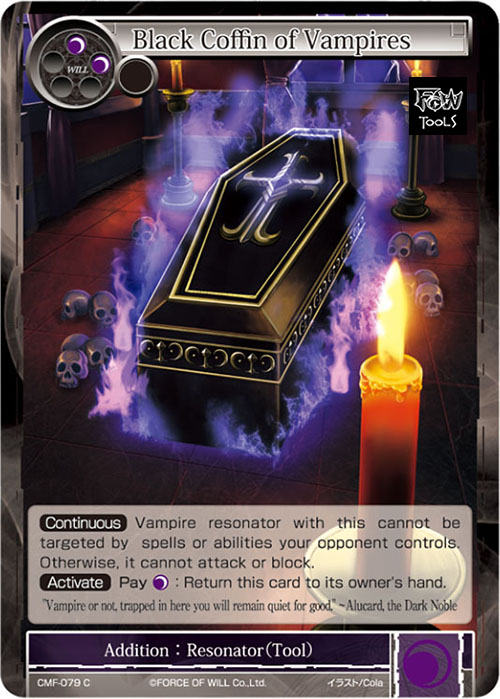 Black Coffin of Vampires
WILL
FOW
TOOLS
Continuous Vampire resonator with this cannot be
targeted by spells or abilities your opponent controls.
Otherwise, it cannot attack or block.
Activate Pay : Return this card to its owner's hand.
"Vampire or not, trapped in here you will remain quiet for good." ~Alucard, the Dark Noble
Addition : Resonator(Tool)
CMF-079 C ©FORCE OF WILL Co.,Ltd. イラスト/Cola